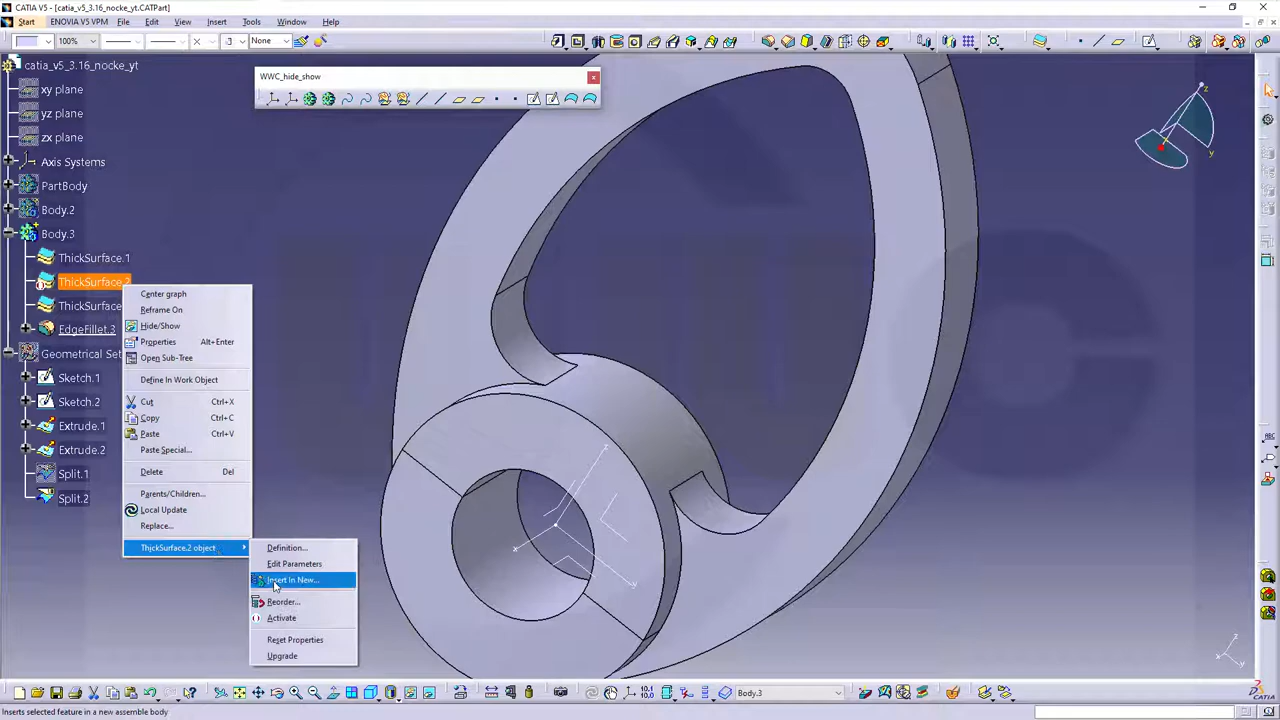 CATIA V5 - [catia_v5_3.16_nocke_yt.CATPart]
Start ENOVIA V5 VPM File Edit View Insert Tools Window Help
100% 3 None
catia_v5_3.16_nocke_yt
WWC_hide_show
xy plane
yz plane
zx plane
Axis Systems
PartBody
Body.2
Body.3
ThickSurface.1
ThickSurface.2
ThickSurface
EdgeFillet.3
Geometrical Set
Sketch.1
Sketch.2
Extrude.1
Extrude.2
Split.1
Split.2
Center graph
Reframe On
Hide/Show
Properties Alt+Enter
Open Sub-Tree
Define In Work Object
Cut Ctrl+X
Copy Ctrl+C
Paste Ctrl+V
Paste Special...
Delete Del
Parents/Children...
Local Update
Replace...
ThickSurface.2 object
Definition...
Edit Parameters
Insert In New...
Reorder...
Activate
Reset Properties
Upgrade
z
y
Body.3
Inserts selected feature in a new assemble body